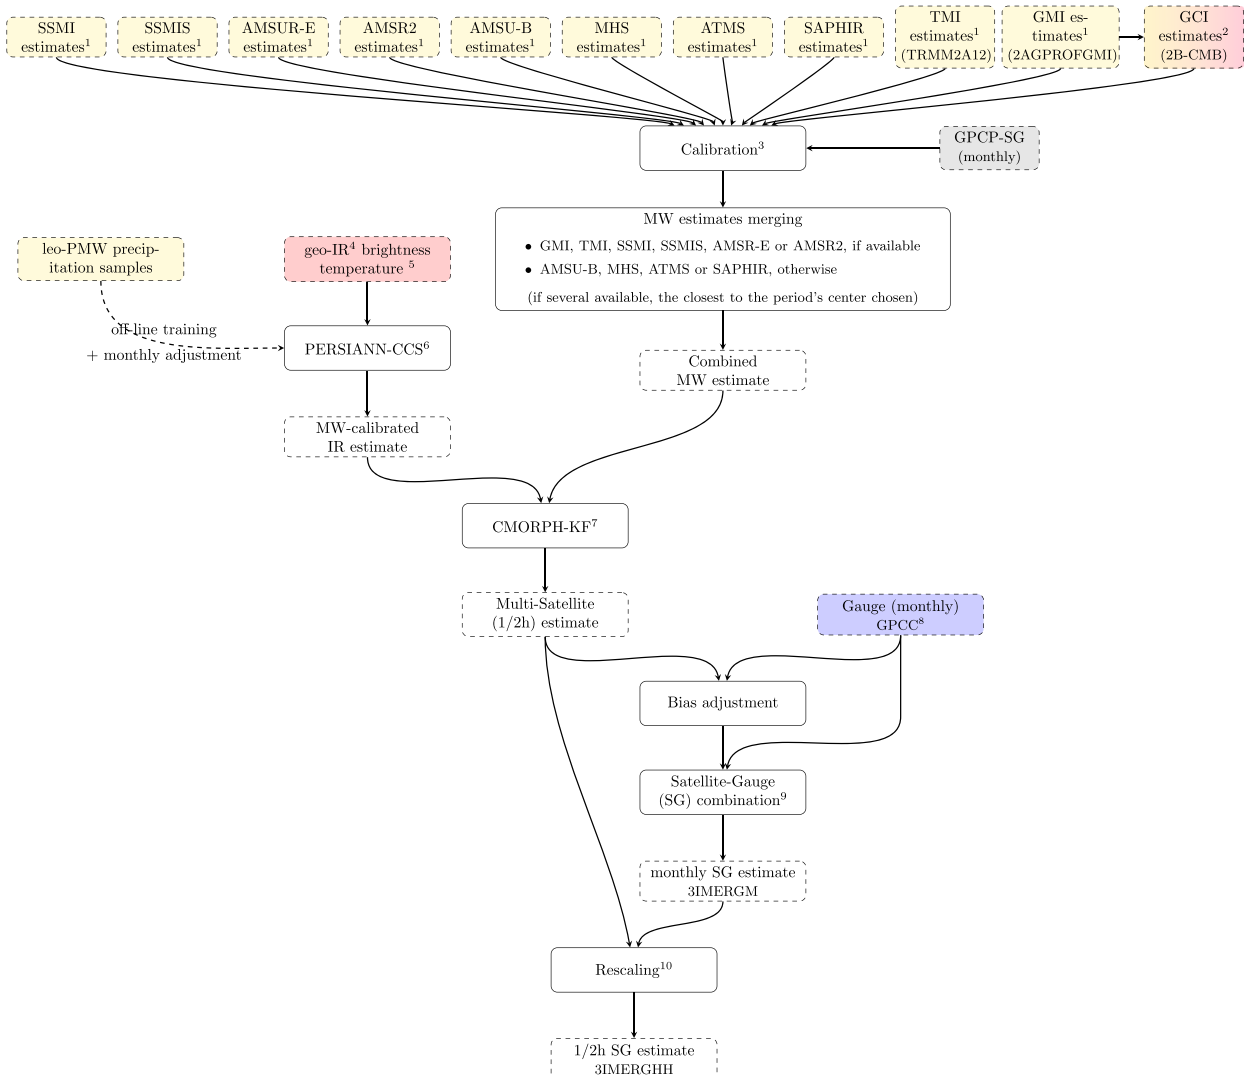 SSMI
estimates¹
SSMIS
estimates¹
AMSUR-E
estimates¹
AMSR2
estimates¹
AMSU-B
estimates¹
MHS
estimates¹
ATMS
estimates¹
SAPHIR
estimates¹
TMI
estimates¹
(TRMM2A12)
GMI es-
timates¹
(2AGPROFGMI)
GCI
estimates²
(2B-CMB)
Calibration³
GPCP-SG
(monthly)
MW estimates merging
• GMI, TMI, SSMI, SSMIS, AMSR-E or AMSR2, if available
• AMSU-B, MHS, ATMS or SAPHIR, otherwise
(if several available, the closest to the period's center chosen)
leo-PMW precip-
itation samples
geo-IR⁴ brightness
temperature ⁵
off-line training
+ monthly adjustment
PERSIANN-CCS⁶
Combined
MW estimate
MW-calibrated
IR estimate
CMORPH-KF⁷
Multi-Satellite
(1/2h) estimate
Gauge (monthly)
GPCC⁸
Bias adjustment
Satellite-Gauge
(SG) combination⁹
monthly SG estimate
3IMERGM
Rescaling¹⁰
1/2h SG estimate
3IMERGHH